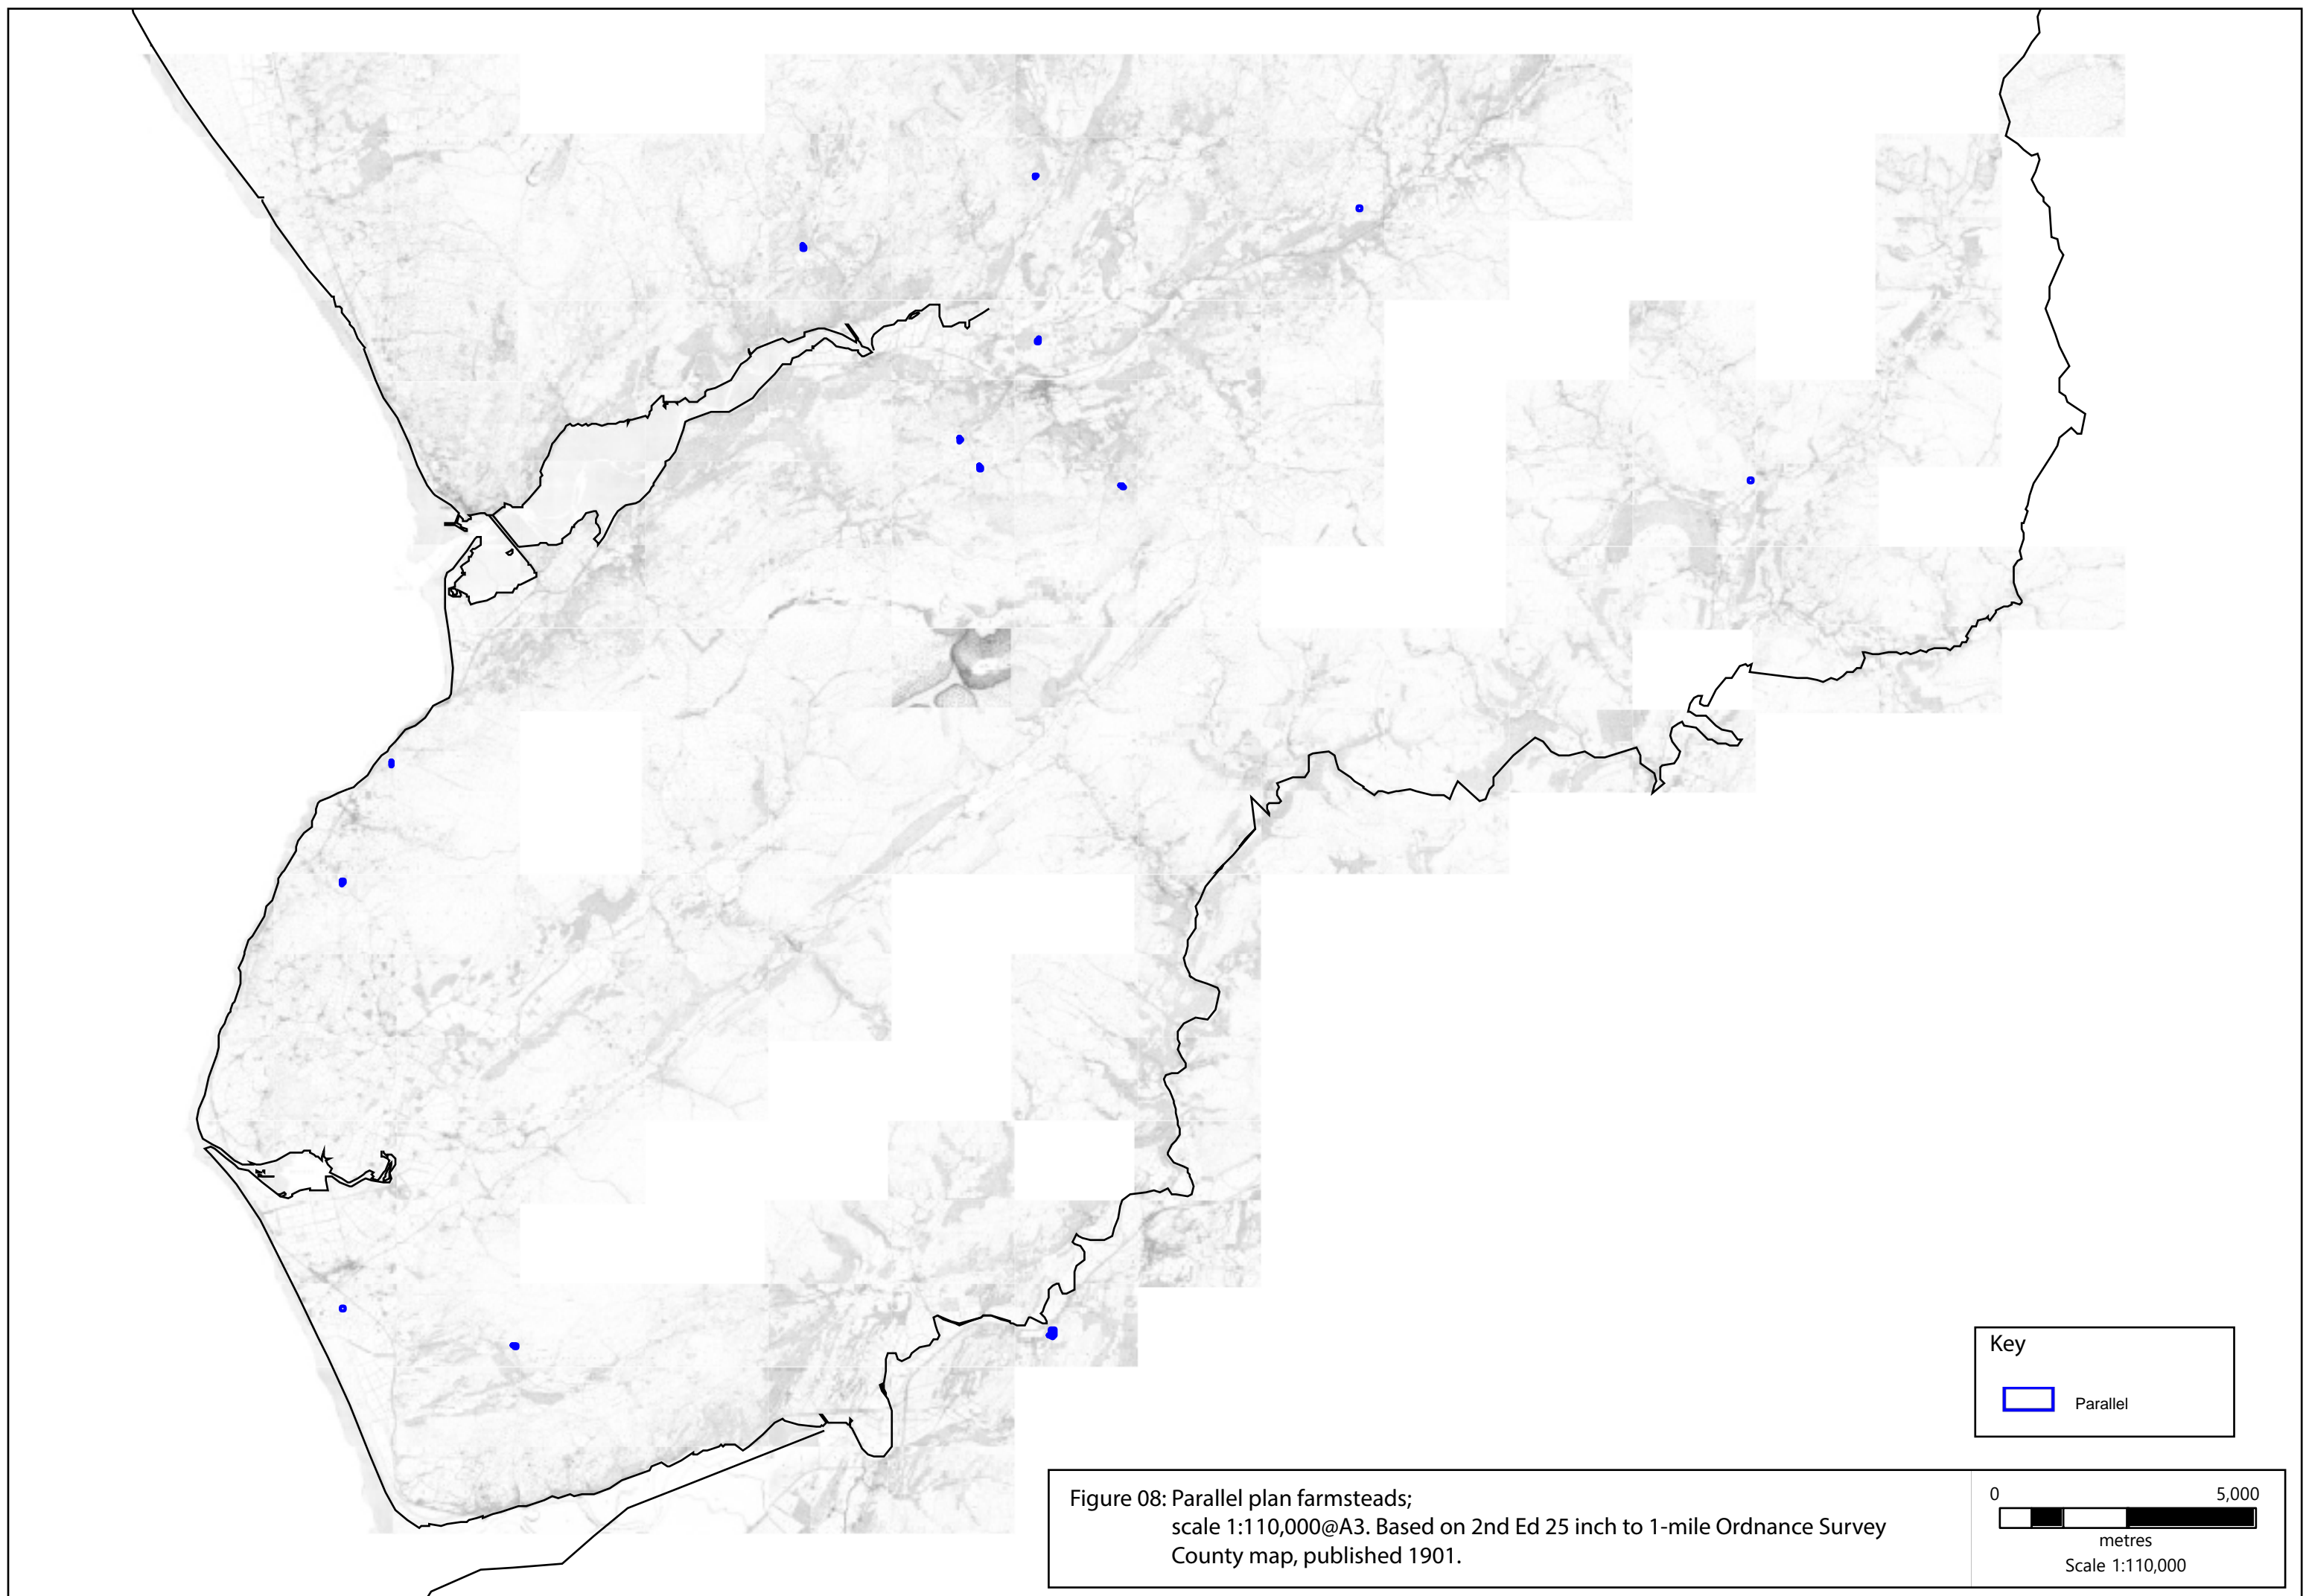 Key
Parallel
Figure 08: Parallel plan farmsteads;
scale 1:110,000@A3. Based on 2nd Ed 25 inch to 1-mile Ordnance Survey
County map, published 1901.
0 5,000
metres
Scale 1:110,000